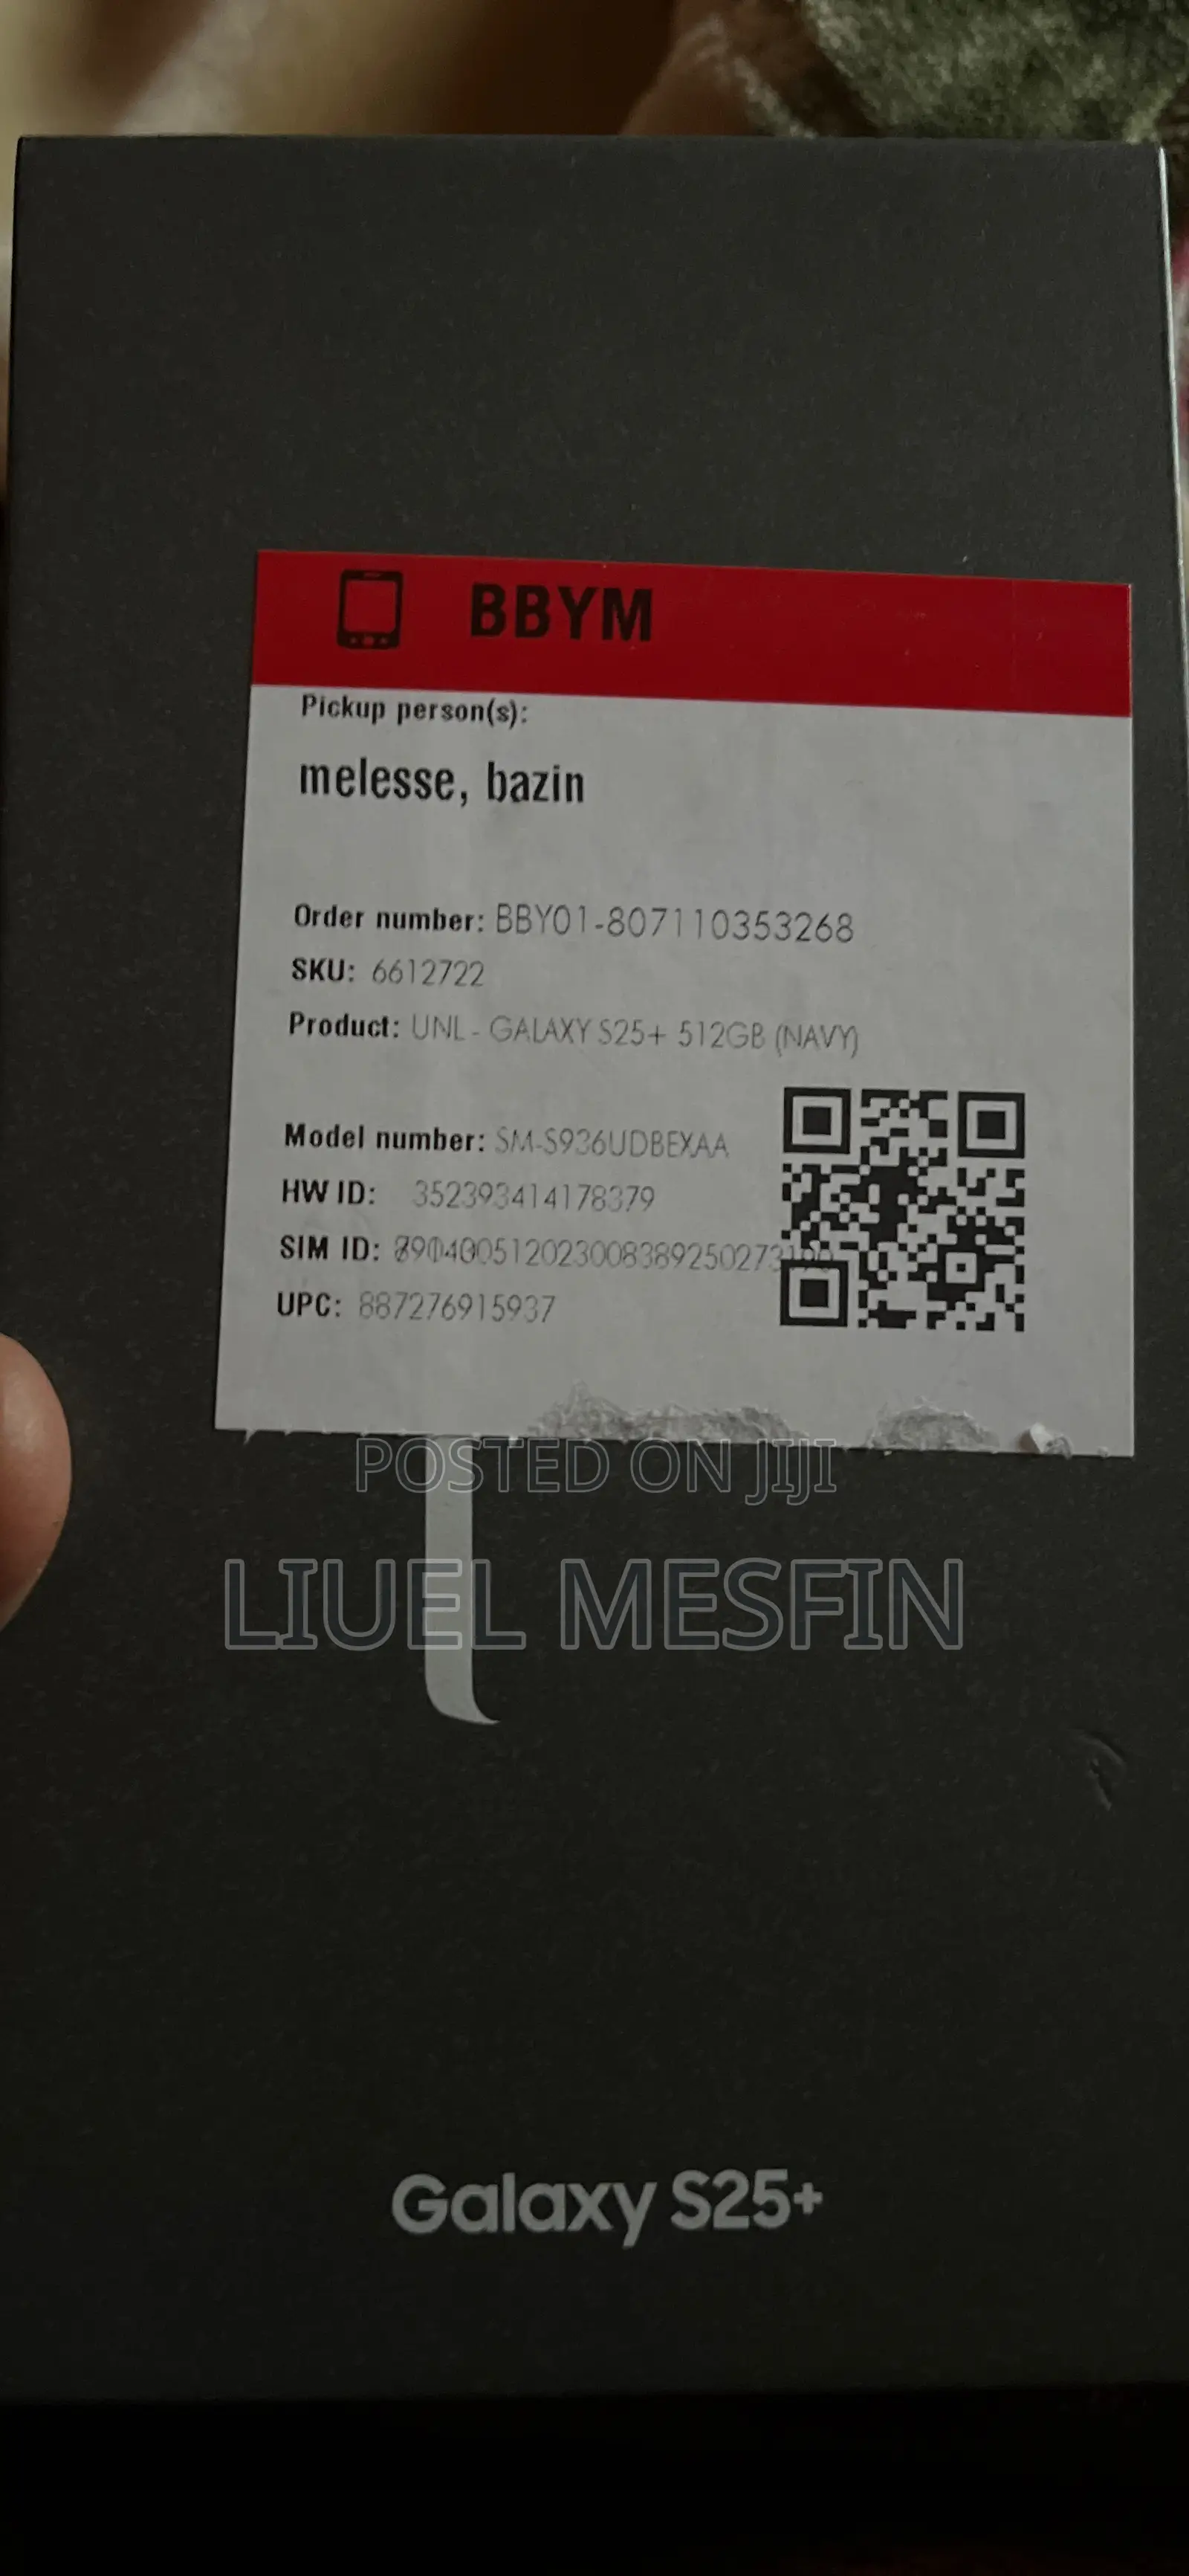 BBYM
Pickup person(s):
melesse, bazin
Order number: BBY01-807110353268
SKU: 6612722
Product: UNL - GALAXY S25+ 512GB (NAVY)
Model number: SM-S936UDBEXAA
HW ID: 352393414178379
SIM ID:
UPC: 887276915937
POSTED ON JIJI
LIUEL MESFIN
Galaxy S25+